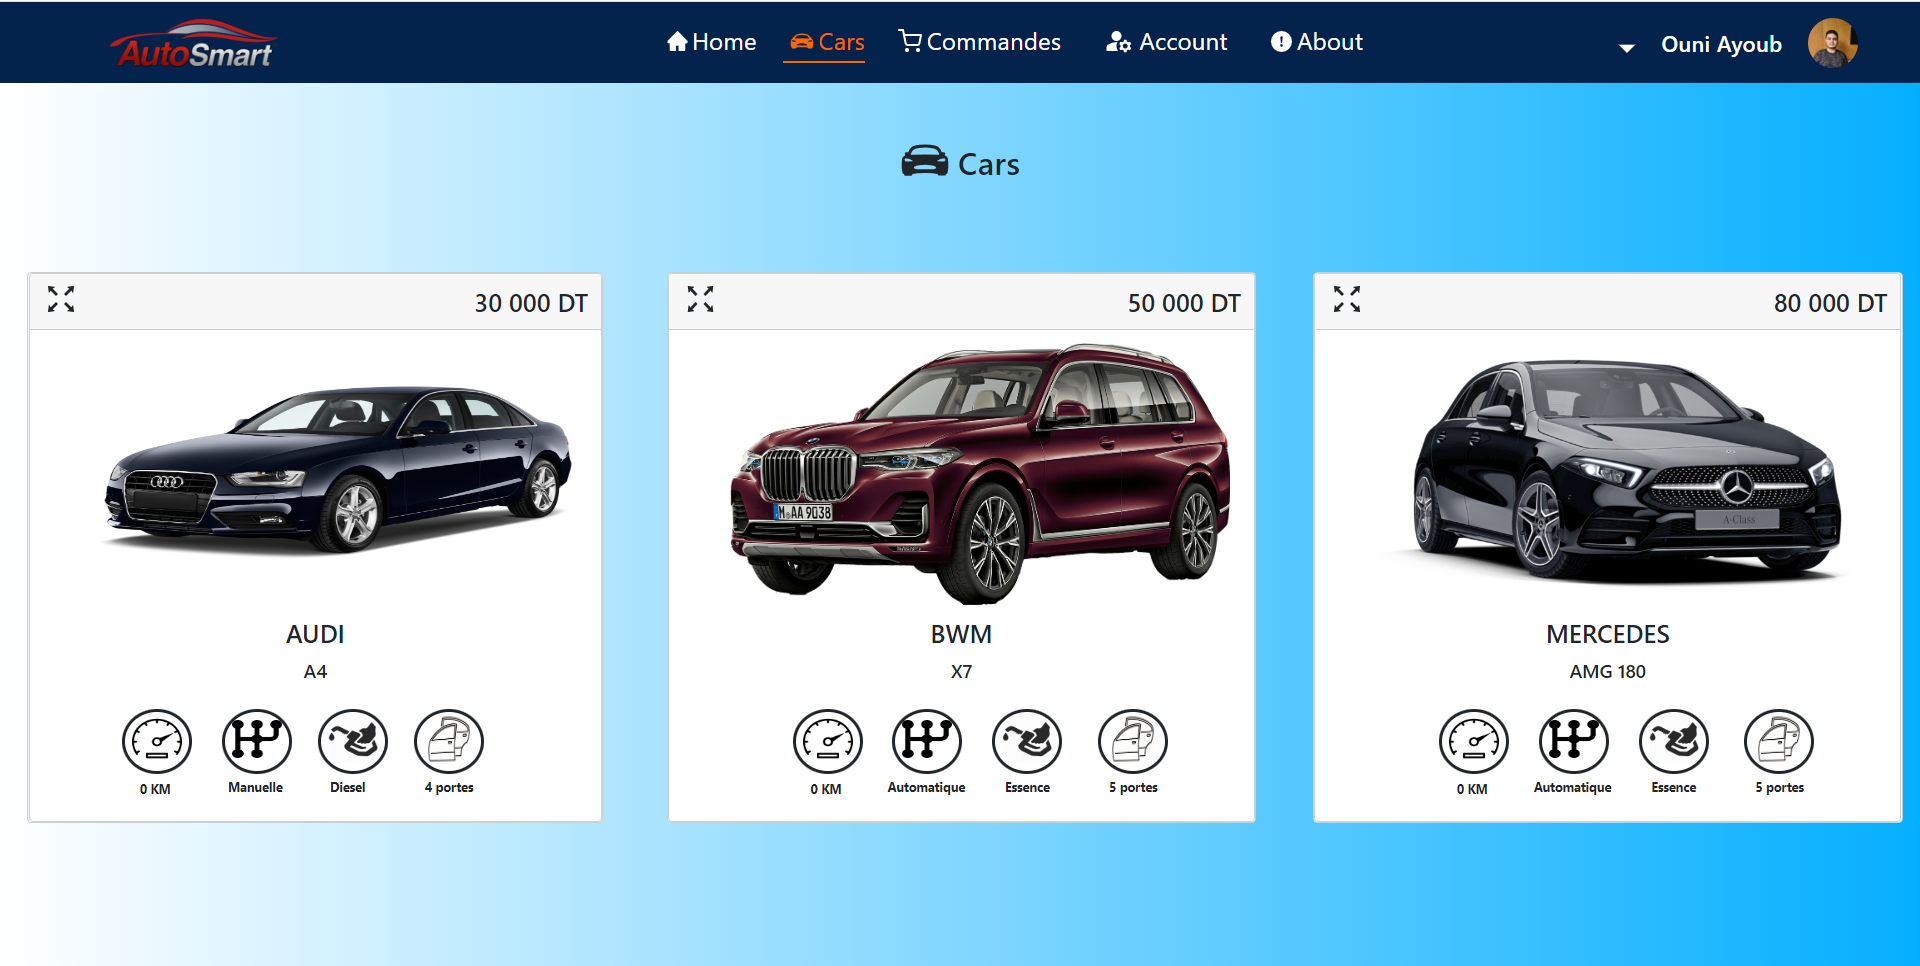 AutoSmart
Home Cars Commandes Account About Ouni Ayoub
Cars
30 000 DT
M AA 9038
AUDI
A4
0 KM Manuelle Diesel 4 portes
50 000 DT
BWM
X7
0 KM Automatique Essence 5 portes
80 000 DT
A-Class
MERCEDES
AMG 180
0 KM Automatique Essence 5 portes